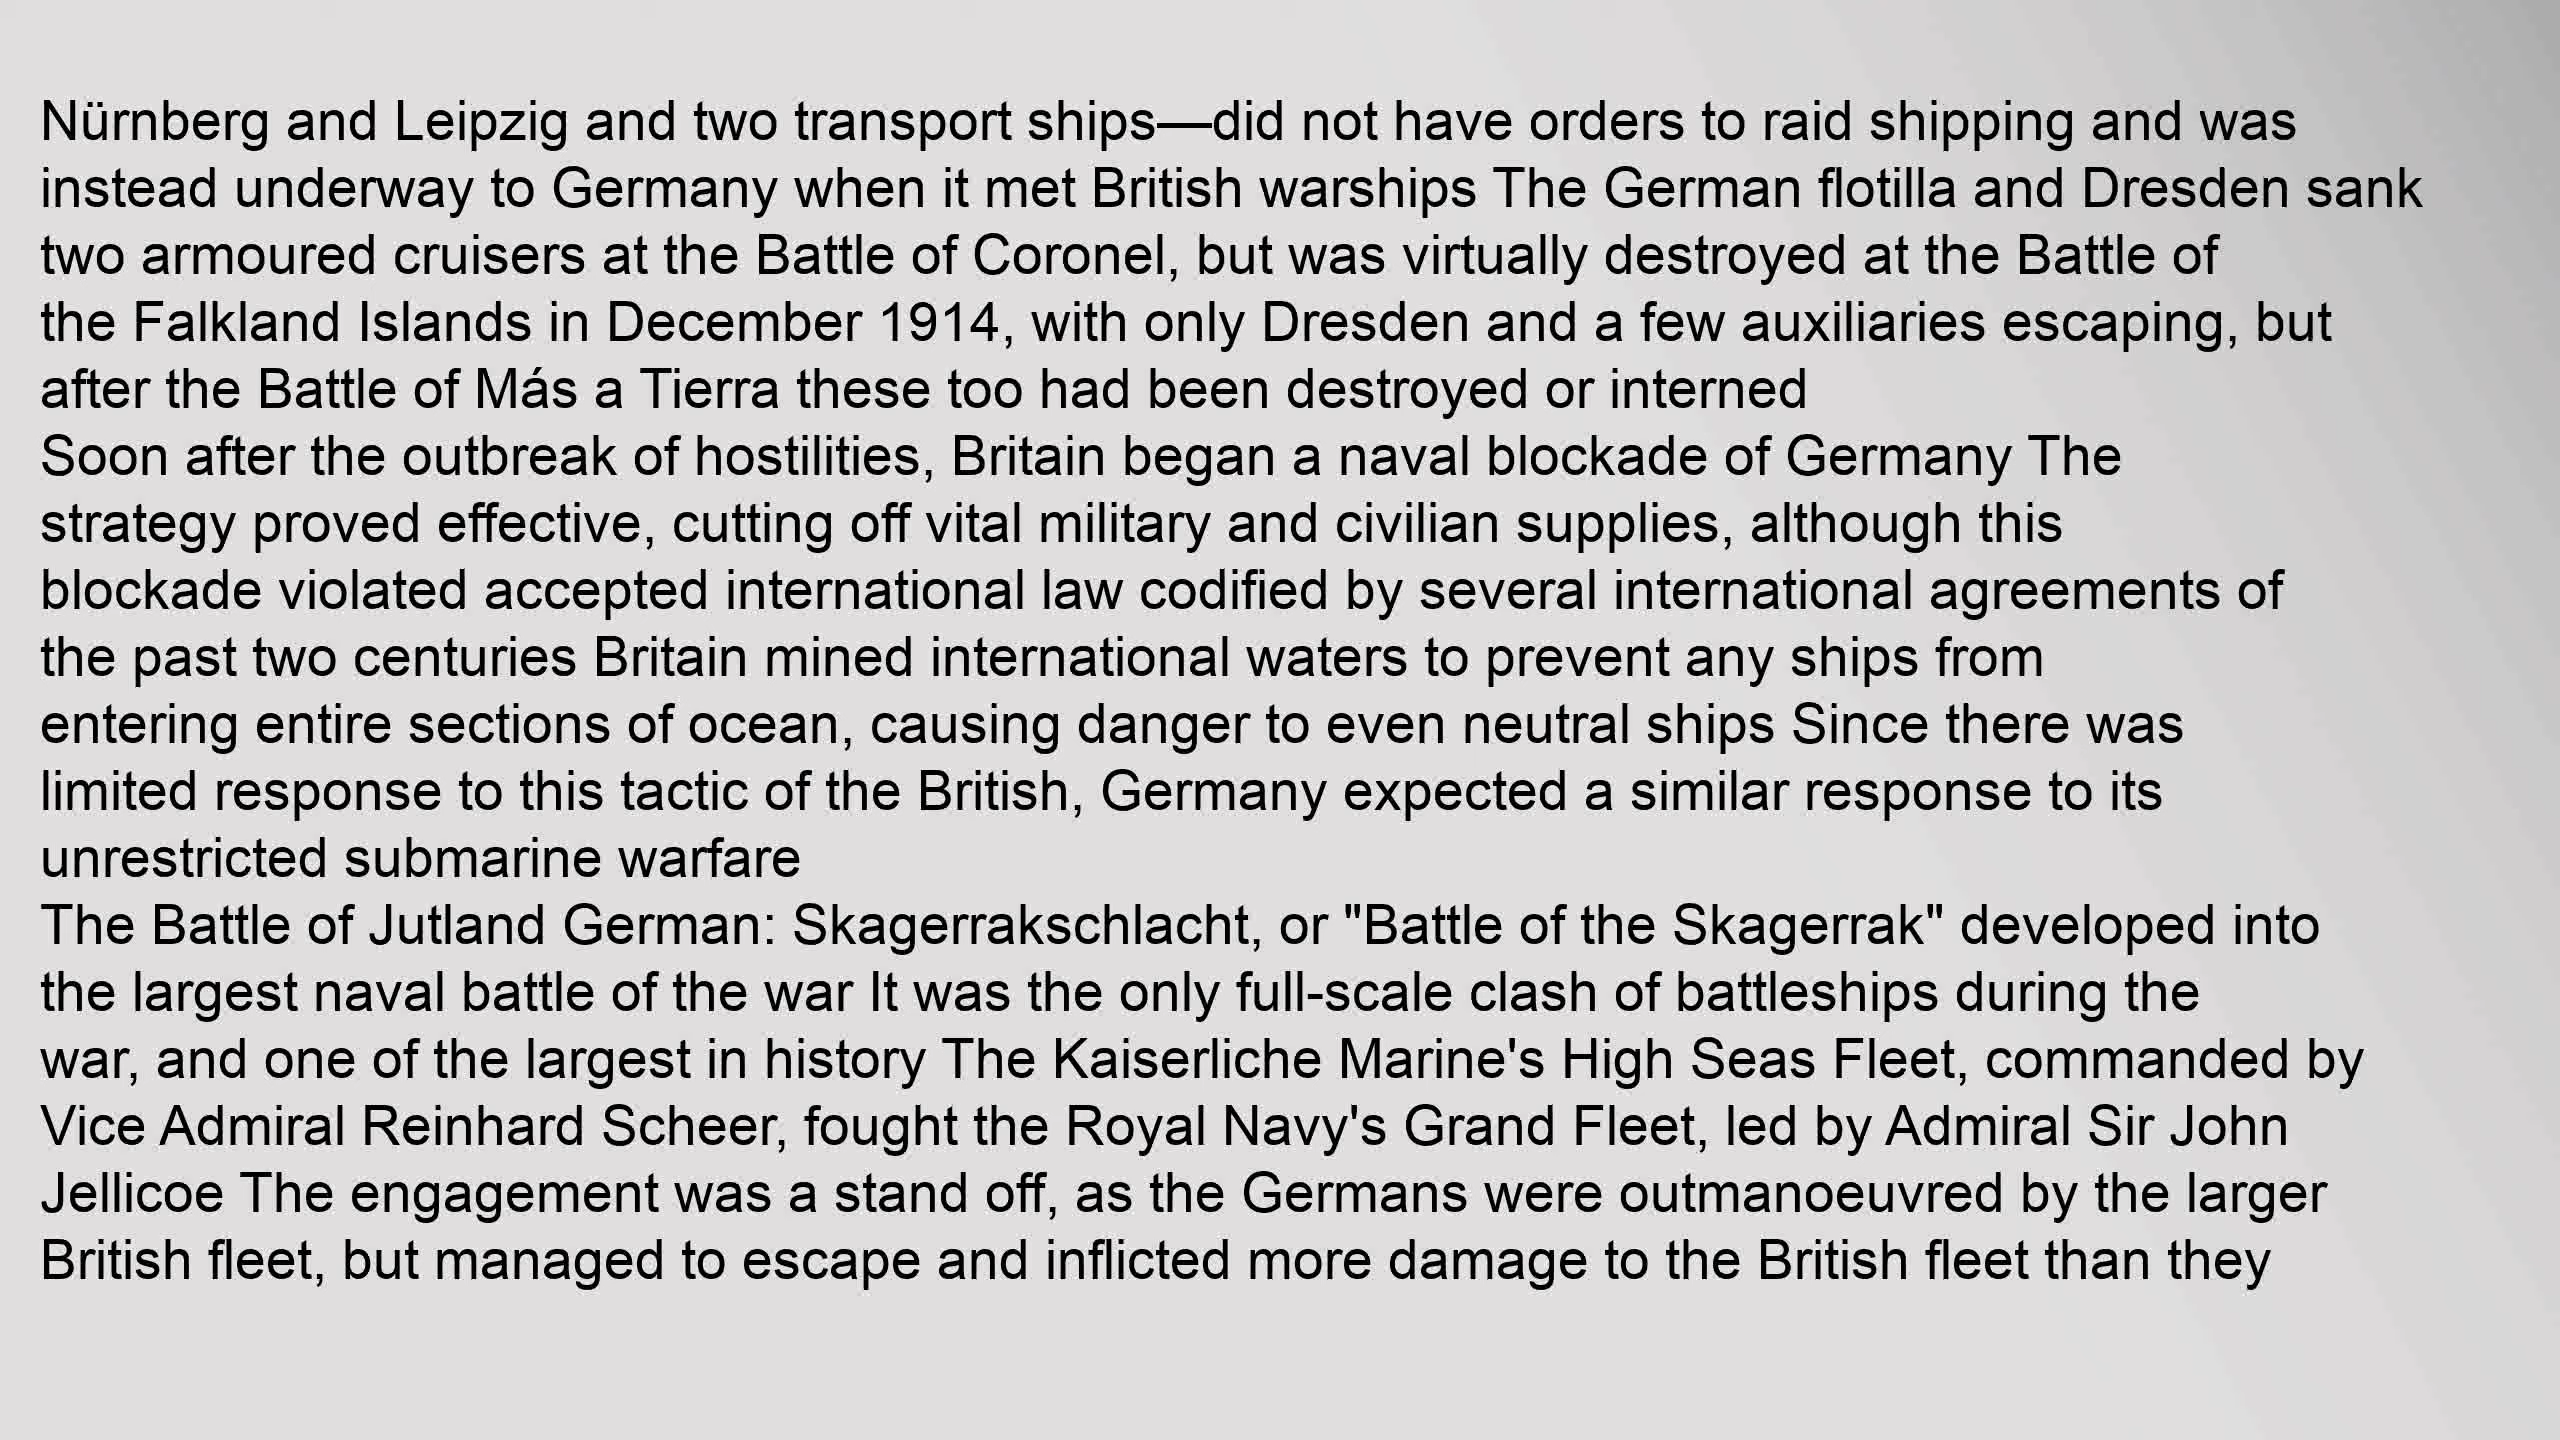 Nürnberg and Leipzig and two transport ships—did not have orders to raid shipping and was
instead underway to Germany when it met British warships The German flotilla and Dresden sank
two armoured cruisers at the Battle of Coronel, but was virtually destroyed at the Battle of
the Falkland Islands in December 1914, with only Dresden and a few auxiliaries escaping, but
after the Battle of Más a Tierra these too had been destroyed or interned
Soon after the outbreak of hostilities, Britain began a naval blockade of Germany The
strategy proved effective, cutting off vital military and civilian supplies, although this
blockade violated accepted international law codified by several international agreements of
the past two centuries Britain mined international waters to prevent any ships from
entering entire sections of ocean, causing danger to even neutral ships Since there was
limited response to this tactic of the British, Germany expected a similar response to its
unrestricted submarine warfare
The Battle of Jutland German: Skagerrakschlacht, or "Battle of the Skagerrak" developed into
the largest naval battle of the war It was the only full-scale clash of battleships during the
war, and one of the largest in history The Kaiserliche Marine's High Seas Fleet, commanded by
Vice Admiral Reinhard Scheer, fought the Royal Navy's Grand Fleet, led by Admiral Sir John
Jellicoe The engagement was a stand off, as the Germans were outmanoeuvred by the larger
British fleet, but managed to escape and inflicted more damage to the British fleet than they